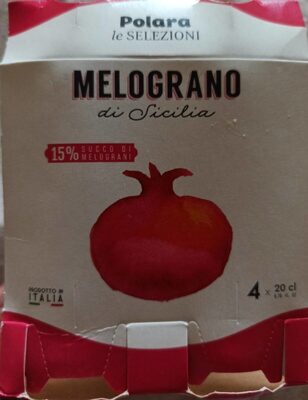 Polara
le SELEZIONI
MELOGRANO
di Sicilia
15% SUCCO DI
MELOGRANI
PRODOTTO IN
ITALIA
4 x 20 cl